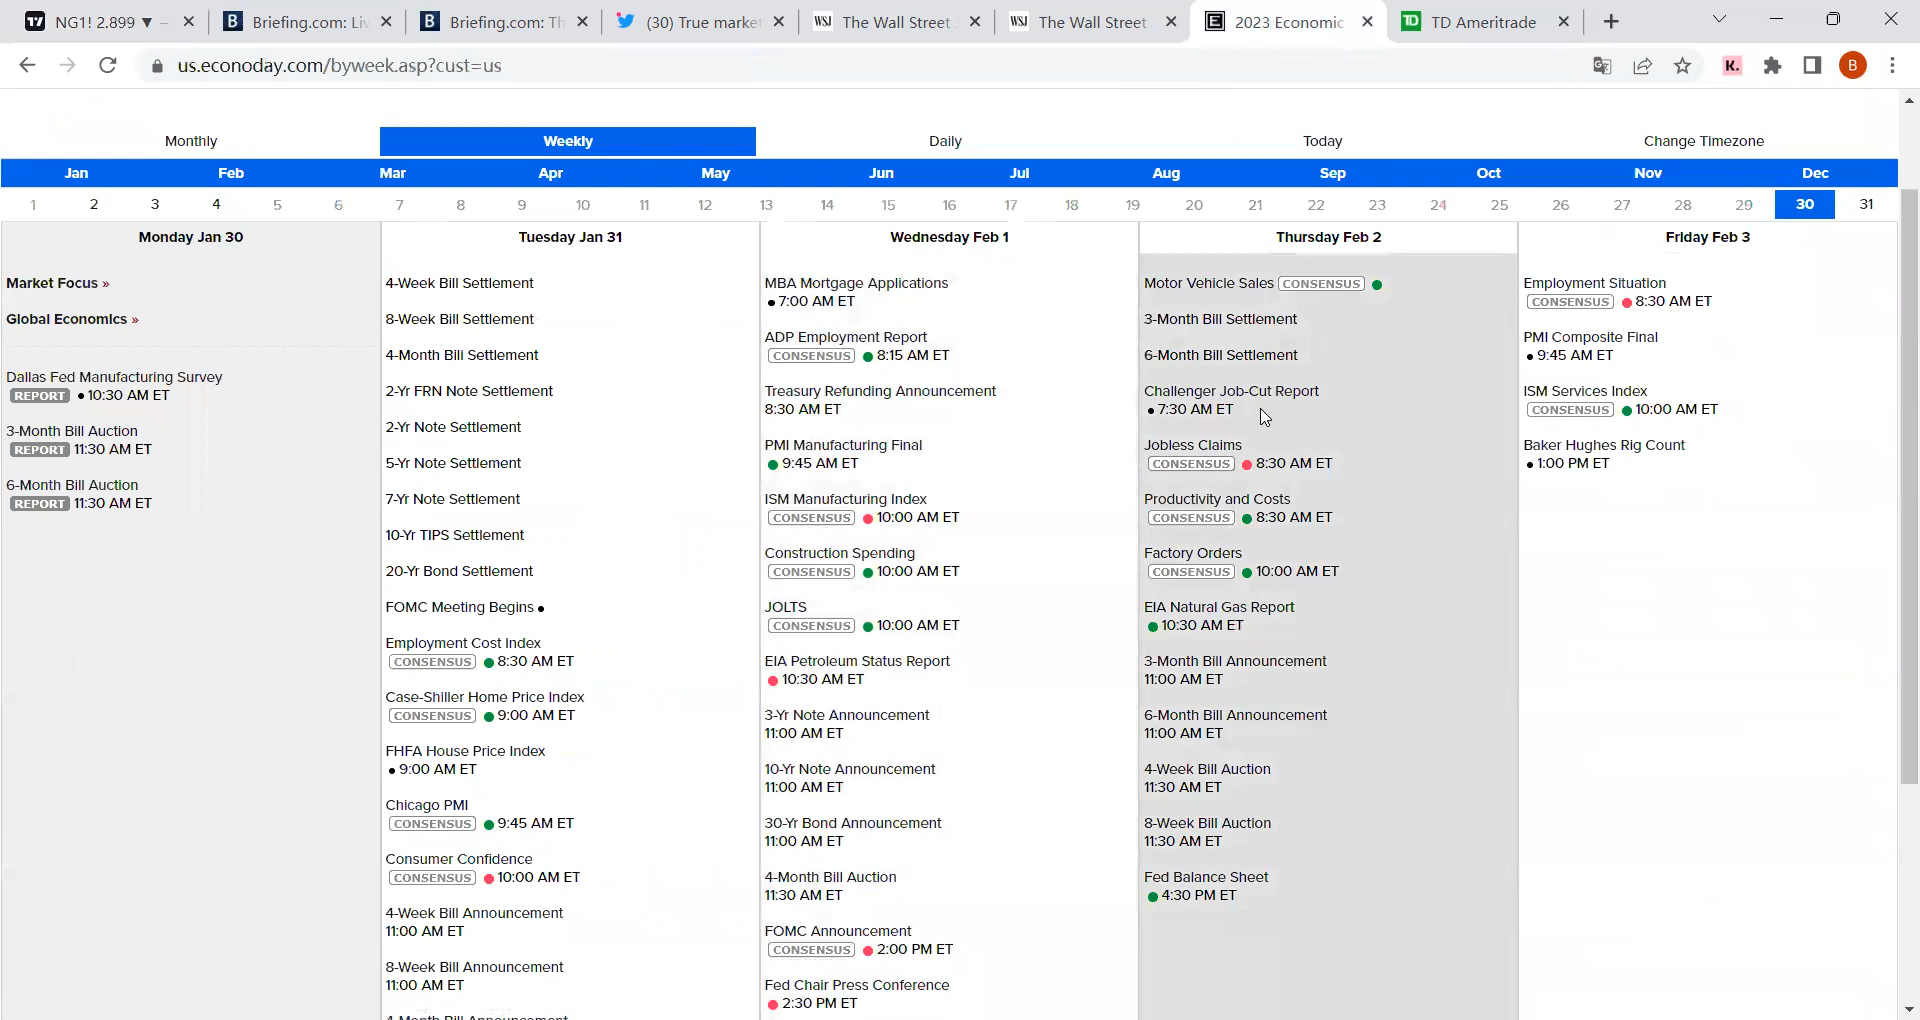 NG1! 2.899 ▼ –
Briefing.com: Li
Briefing.com: Th
(30) True market
The Wall Street
The Wall Street
2023 Economic
TD Ameritrade
us.econoday.com/byweek.asp?cust=us
Monthly Weekly Daily Today Change Timezone
Jan Feb Mar Apr May Jun Jul Aug Sep Oct Nov Dec
1 2 3 4 5 6 7 8 9 10 11 12 13 14 15 16 17 18 19 20 21 22 23 24 25 26 27 28 29 30 31
Monday Jan 30
Market Focus »
Global Economics »
Dallas Fed Manufacturing Survey
REPORT • 10:30 AM ET
3-Month Bill Auction
REPORT 11:30 AM ET
6-Month Bill Auction
REPORT 11:30 AM ET
Tuesday Jan 31
4-Week Bill Settlement
8-Week Bill Settlement
4-Month Bill Settlement
2-Yr FRN Note Settlement
2-Yr Note Settlement
5-Yr Note Settlement
7-Yr Note Settlement
10-Yr TIPS Settlement
20-Yr Bond Settlement
FOMC Meeting Begins •
Employment Cost Index
CONSENSUS • 8:30 AM ET
Case-Shiller Home Price Index
CONSENSUS • 9:00 AM ET
FHFA House Price Index
• 9:00 AM ET
Chicago PMI
CONSENSUS • 9:45 AM ET
Consumer Confidence
CONSENSUS • 10:00 AM ET
4-Week Bill Announcement
11:00 AM ET
8-Week Bill Announcement
11:00 AM ET
4-Month Bill Announcement
Wednesday Feb 1
MBA Mortgage Applications
• 7:00 AM ET
ADP Employment Report
CONSENSUS • 8:15 AM ET
Treasury Refunding Announcement
8:30 AM ET
PMI Manufacturing Final
• 9:45 AM ET
ISM Manufacturing Index
CONSENSUS • 10:00 AM ET
Construction Spending
CONSENSUS • 10:00 AM ET
JOLTS
CONSENSUS • 10:00 AM ET
EIA Petroleum Status Report
• 10:30 AM ET
3-Yr Note Announcement
11:00 AM ET
10-Yr Note Announcement
11:00 AM ET
30-Yr Bond Announcement
11:00 AM ET
4-Month Bill Auction
11:30 AM ET
FOMC Announcement
CONSENSUS • 2:00 PM ET
Fed Chair Press Conference
• 2:30 PM ET
Thursday Feb 2
Motor Vehicle Sales CONSENSUS •
3-Month Bill Settlement
6-Month Bill Settlement
Challenger Job-Cut Report
• 7:30 AM ET
Jobless Claims
CONSENSUS • 8:30 AM ET
Productivity and Costs
CONSENSUS • 8:30 AM ET
Factory Orders
CONSENSUS • 10:00 AM ET
EIA Natural Gas Report
• 10:30 AM ET
3-Month Bill Announcement
11:00 AM ET
6-Month Bill Announcement
11:00 AM ET
4-Week Bill Auction
11:30 AM ET
8-Week Bill Auction
11:30 AM ET
Fed Balance Sheet
• 4:30 PM ET
Friday Feb 3
Employment Situation
CONSENSUS • 8:30 AM ET
PMI Composite Final
• 9:45 AM ET
ISM Services Index
CONSENSUS • 10:00 AM ET
Baker Hughes Rig Count
• 1:00 PM ET